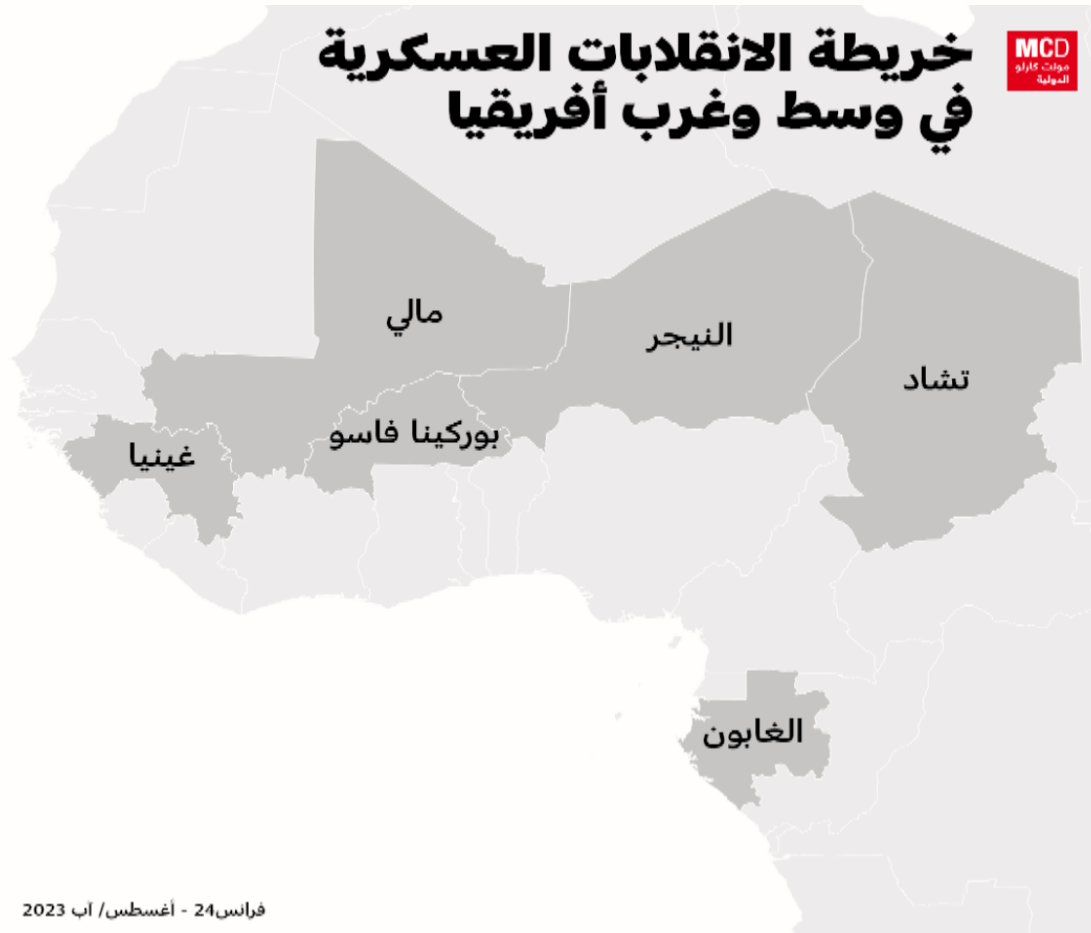 خريطة الانقلابات العسكرية
في وسط وغرب أفريقيا
MCD
مونت كارلو
الدولية
مالي
النيجر
تشاد
بوركينا فاسو
غينيا
الغابون
فرانس24 - أغسطس/ آب 2023